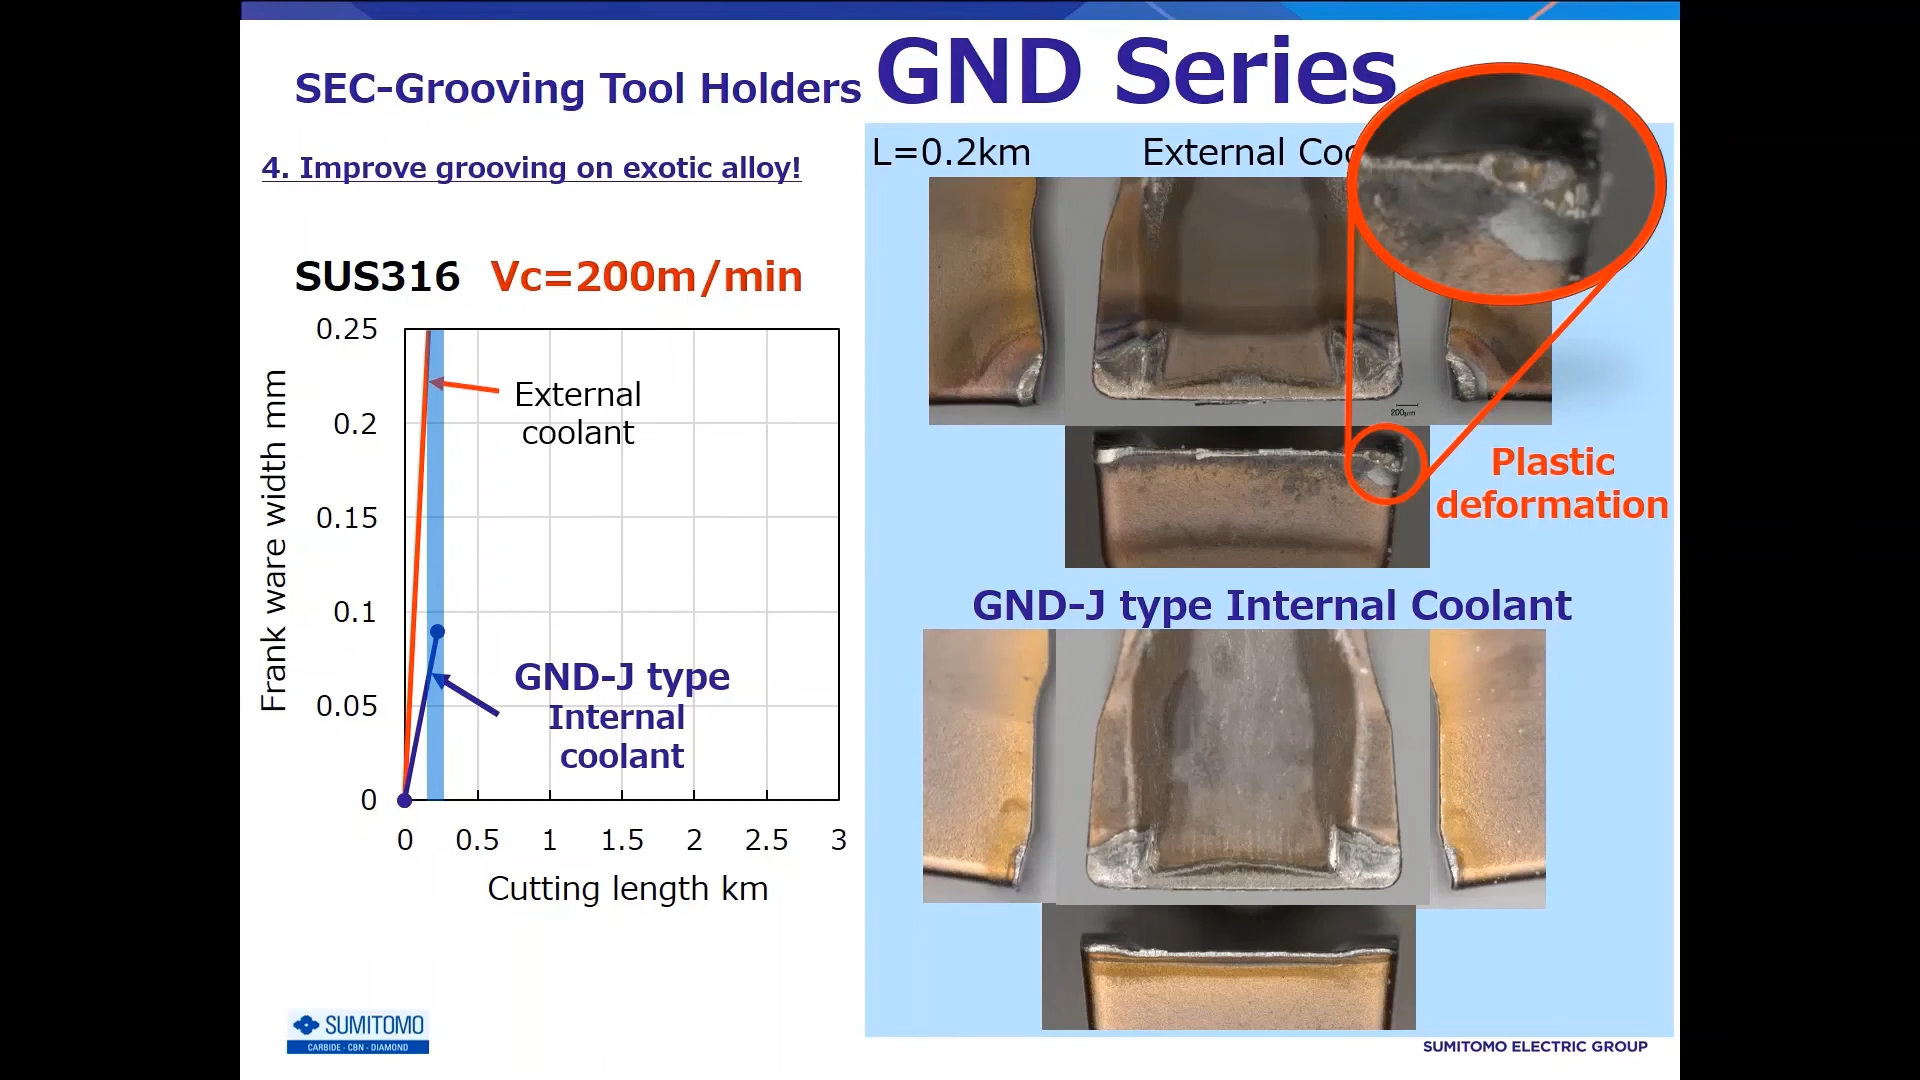 SEC-Grooving Tool Holders GND Series
4. Improve grooving on exotic alloy!
SUS316 Vc=200m/min
Frank ware width mm
0.25
0.2
0.15
0.1
0.05
0
External
coolant
GND-J type
Internal
coolant
0 0.5 1 1.5 2 2.5 3
Cutting length km
L=0.2km External Coo
200μm
Plastic
deformation
GND-J type Internal Coolant
SUMITOMO
CARBIDE - CBN - DIAMOND
SUMITOMO ELECTRIC GROUP